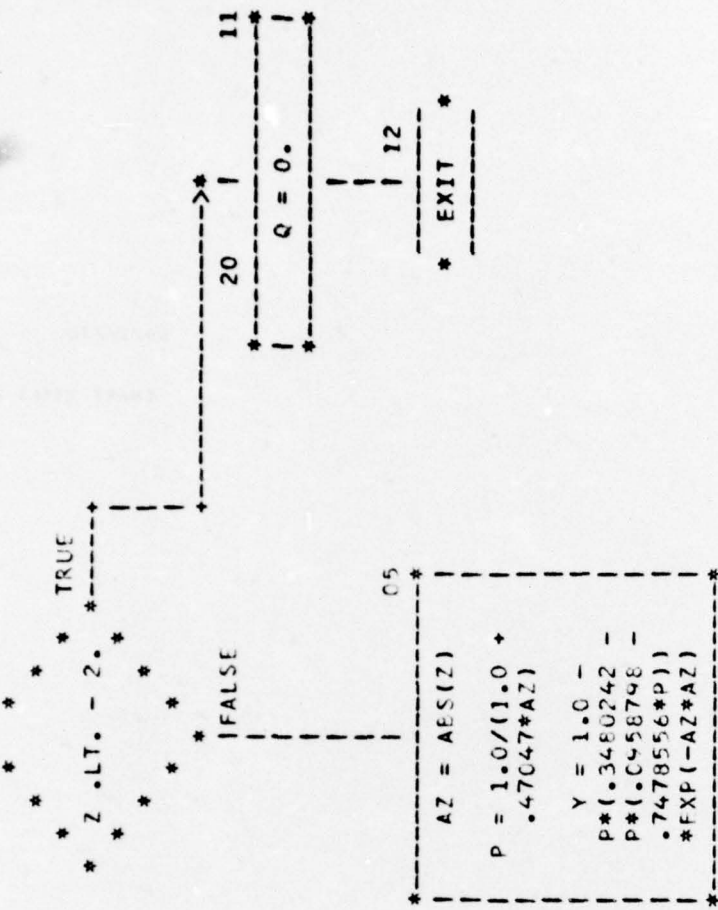 Z .LT. - 2.
TRUE
FALSE
20
11
Q = 0.
12
EXIT
05
AZ = ABS(Z)
P = 1.0/(1.0 +
.47047*AZ)
Y = 1.0 -
P*(.3480242 -
P*(.0958798 -
.7478556*P))
*EXP(-AZ*AZ)